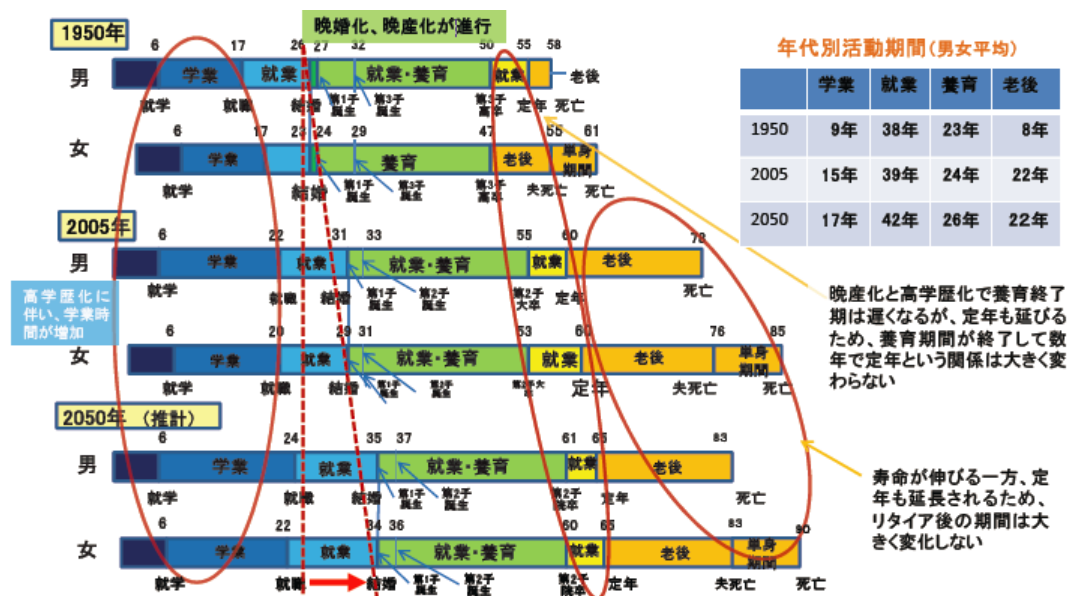 晩婚化、晩産化が進行
1950年
6 17 26 27 32 50 55 58
男 学業 就業 就業・養育 就業 老後
就学 就職 結婚 第1子誕生 第3子誕生 第3子高卒 定年 死亡
6 17 23 24 29 47 55 61
女 学業 養育 老後 単身期間
就学 結婚 第1子誕生 第3子誕生 第3子高卒 夫死亡 死亡
2005年
6 22 31 33 55 60
男 学業 就業 就業・養育 就業 老後
就学 就職 結婚 第1子誕生 第2子誕生 第2子大卒 定年 死亡
高学歴化に
伴い、学業時
間が増加
6 20 29 31 53 60 76 85
女 学業 就業 就業・養育 就業 老後 単身期間
就学 就職 結婚 第1子誕生 第2子誕生 第2子大卒 定年 夫死亡 死亡
2050年 (推計)
6 24 35 37 61 65 83
男 学業 就業 就業・養育 就業 老後
就学 就職 結婚 第1子誕生 第2子誕生 第2子院卒 定年 死亡
6 22 34 36 60 65 83 90
女 学業 就業 就業・養育 就業 老後 単身期間
就学 就職 結婚 第1子誕生 第2子誕生 第2子院卒 定年 夫死亡 死亡
年代別活動期間(男女平均)
学業 就業 養育 老後
1950 9年 38年 23年 8年
2005 15年 39年 24年 22年
2050 17年 42年 26年 22年
晩産化と高学歴化で養育終了
期は遅くなるが、定年も延びる
ため、養育期間が終了して数
年で定年という関係は大きく変
わらない
寿命が伸びる一方、定
年も延長されるため、
リタイア後の期間は大
きく変化しない